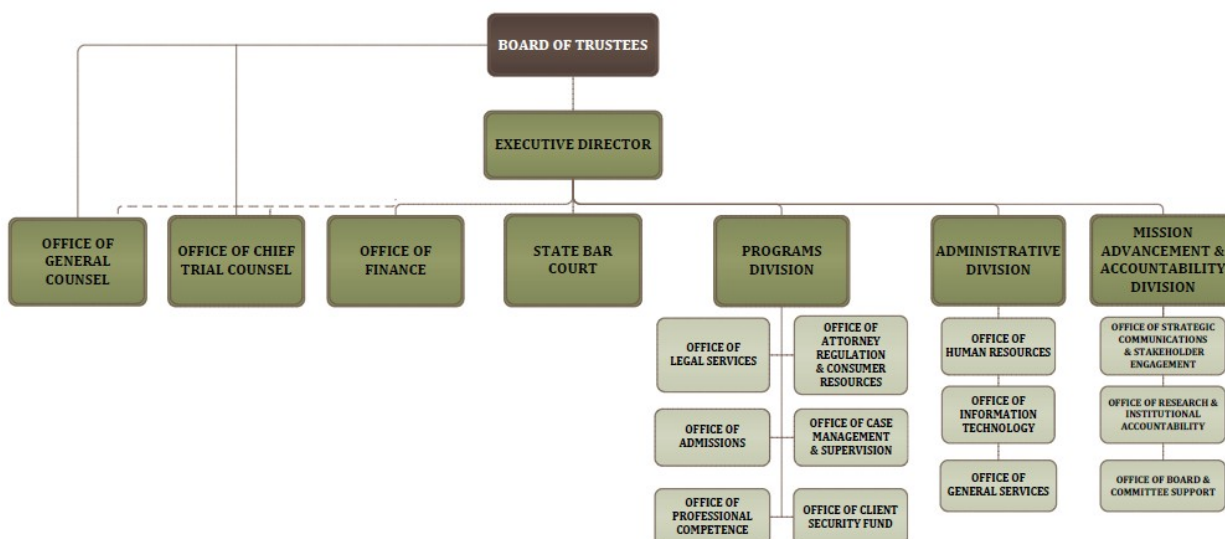 BOARD OF TRUSTEES
EXECUTIVE DIRECTOR
OFFICE OF
GENERAL
COUNSEL
OFFICE OF CHIEF
TRIAL COUNSEL
OFFICE OF
FINANCE
STATE BAR
COURT
PROGRAMS
DIVISION
ADMINISTRATIVE
DIVISION
MISSION
ADVANCEMENT &
ACCOUNTABILITY
DIVISION
OFFICE OF
LEGAL SERVICES
OFFICE OF
ATTORNEY
REGULATION
& CONSUMER
RESOURCES
OFFICE OF
ADMISSIONS
OFFICE OF CASE
MANAGEMENT
& SUPERVISION
OFFICE OF
PROFESSIONAL
COMPETENCE
OFFICE OF CLIENT
SECURITY FUND
OFFICE OF
HUMAN RESOURCES
OFFICE OF
INFORMATION
TECHNOLOGY
OFFICE OF
GENERAL SERVICES
OFFICE OF STRATEGIC
COMMUNICATIONS
& STAKEHOLDER
ENGAGEMENT
OFFICE OF RESEARCH &
INSTITUTIONAL
ACCOUNTABILITY
OFFICE OF BOARD &
COMMITTEE SUPPORT